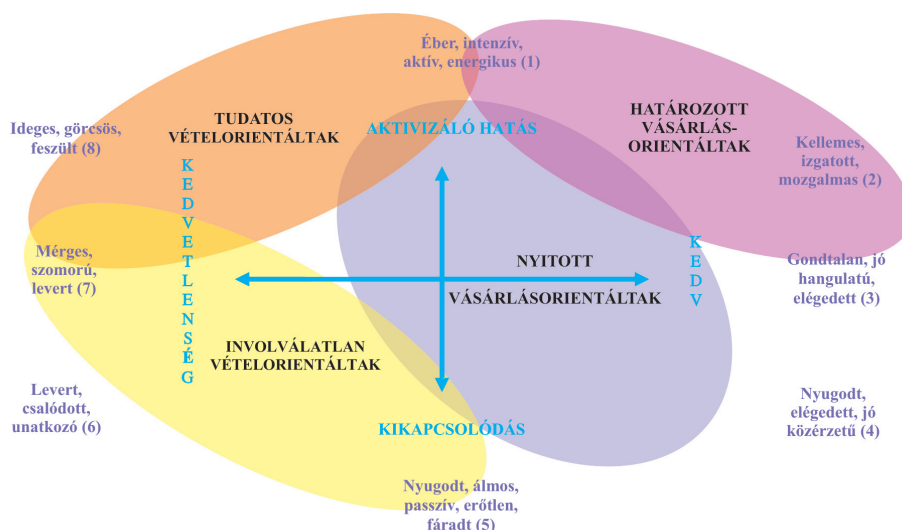 Éber, intenzív,
aktív, energikus (1)
TUDATOS
VÉTELORIENTÁLTAK
HATÁROZOTT
VÁSÁRLÁS-
ORIENTÁLTAK
AKTIVIZÁLÓ HATÁS
Ideges, görcsös,
feszült (8)
Kellemes,
izgatott,
mozgalmas (2)
KEDVETLENSÉG
KEDV
Mérges,
szomorú,
levert (7)
NYITOTT
VÁSÁRLÁSORIENTÁLTAK
Gondtalan, jó
hangulatú,
elégedett (3)
INVOLVÁLATLAN
VÉTELORIENTÁLTAK
Levert,
csalódott,
unatkozó (6)
KIKAPCSOLÓDÁS
Nyugodt,
elégedett, jó
közérzetű (4)
Nyugodt, álmos,
passzív, erőtlen,
fáradt (5)